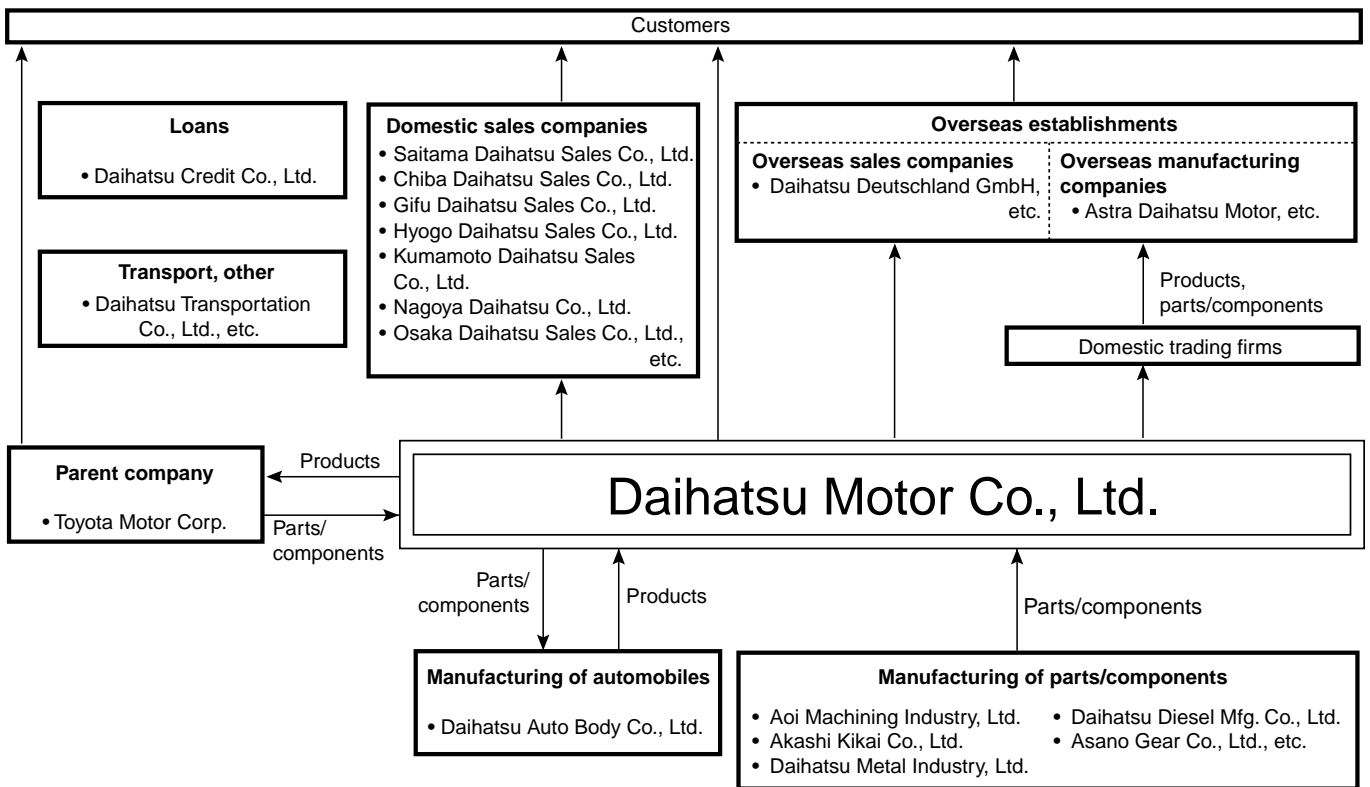 Customers
Loans
• Daihatsu Credit Co., Ltd.
Transport, other
• Daihatsu Transportation
Co., Ltd., etc.
Domestic sales companies
• Saitama Daihatsu Sales Co., Ltd.
• Chiba Daihatsu Sales Co., Ltd.
• Gifu Daihatsu Sales Co., Ltd.
• Hyogo Daihatsu Sales Co., Ltd.
• Kumamoto Daihatsu Sales
Co., Ltd.
• Nagoya Daihatsu Co., Ltd.
• Osaka Daihatsu Sales Co., Ltd.,
etc.
Overseas establishments
Overseas sales companies
• Daihatsu Deutschland GmbH,
etc.
Overseas manufacturing
companies
• Astra Daihatsu Motor, etc.
Products,
parts/components
Domestic trading firms
Parent company
• Toyota Motor Corp.
Products
Parts/
components
Daihatsu Motor Co., Ltd.
Parts/
components
Products
Parts/components
Manufacturing of automobiles
• Daihatsu Auto Body Co., Ltd.
Manufacturing of parts/components
• Aoi Machining Industry, Ltd.
• Akashi Kikai Co., Ltd.
• Daihatsu Metal Industry, Ltd.
• Daihatsu Diesel Mfg. Co., Ltd.
• Asano Gear Co., Ltd., etc.